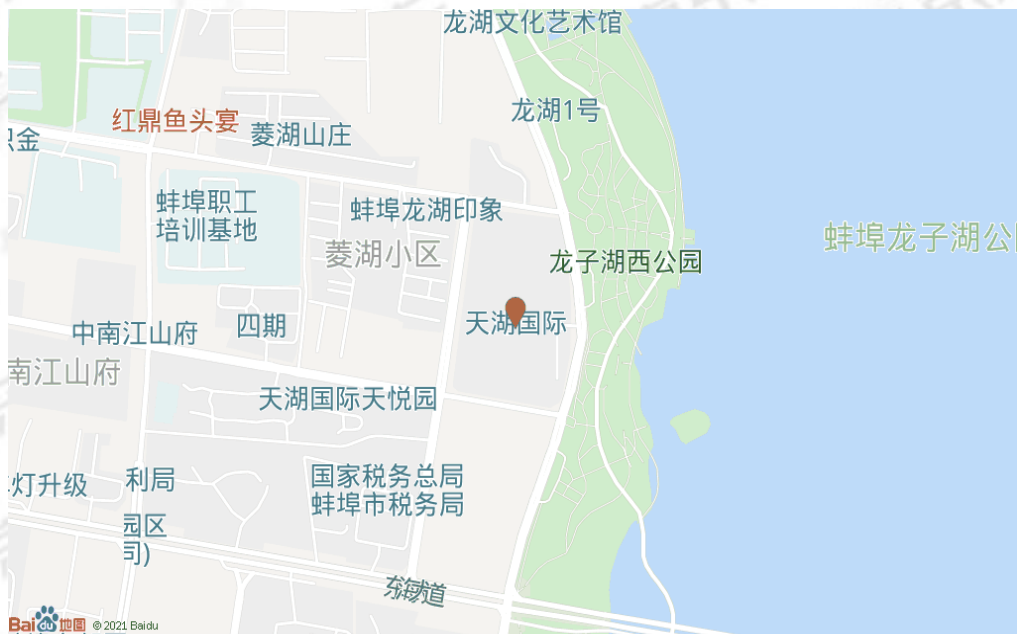 龙湖文化艺术馆
龙湖1号
红鼎鱼头宴
菱湖山庄
金
蚌埠职工
培训基地
蚌埠龙湖印象
菱湖小区
龙子湖西公园
蚌埠龙子湖公
天湖国际
四期
中南江山府
南江山府
天湖国际天悦园
国家税务总局
蚌埠市税务局
灯升级
利局
园区
司)
东海大道
Bai du 地图 © 2021 Baidu